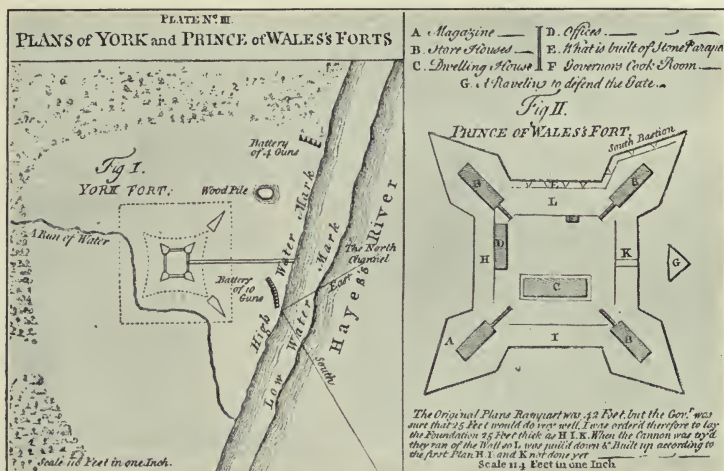 PLATE Nº. III.
PLANS of YORK and PRINCE of WALES's FORTS
Fig I.
YORK FORT.
Battery
of 4 Guns
Wood Pile
A Run of Water
Battery
of 10
Guns
High Water Mark
Low Water Mark
The North
Channel
East
South
Hayes's River
Scale 118 Feet in one Inch.
A Magazine
B. Store Houses
C. Dwelling House
D. Offices
E. What is built of Stone Parapa
F Governors Cook Room
G. A Raveling to defend the Gate
Fig II.
PRINCE OF WALES'S FORT.
South Bastion
B
E
L
D
H
K
G
C
A
B
I
The Original Plans Rampart was 42 Feet, but the Govr. was
sure that 25 Feet would do very well, I was order'd therefore to lay
the Foundation 25 Feet thick as H. I. K. When the Cannon was try'd
they ran of the Wall so L was pull'd down & Built up according to
the first Plan H. I. and K not done yet
Scale 114 Feet in one Inch